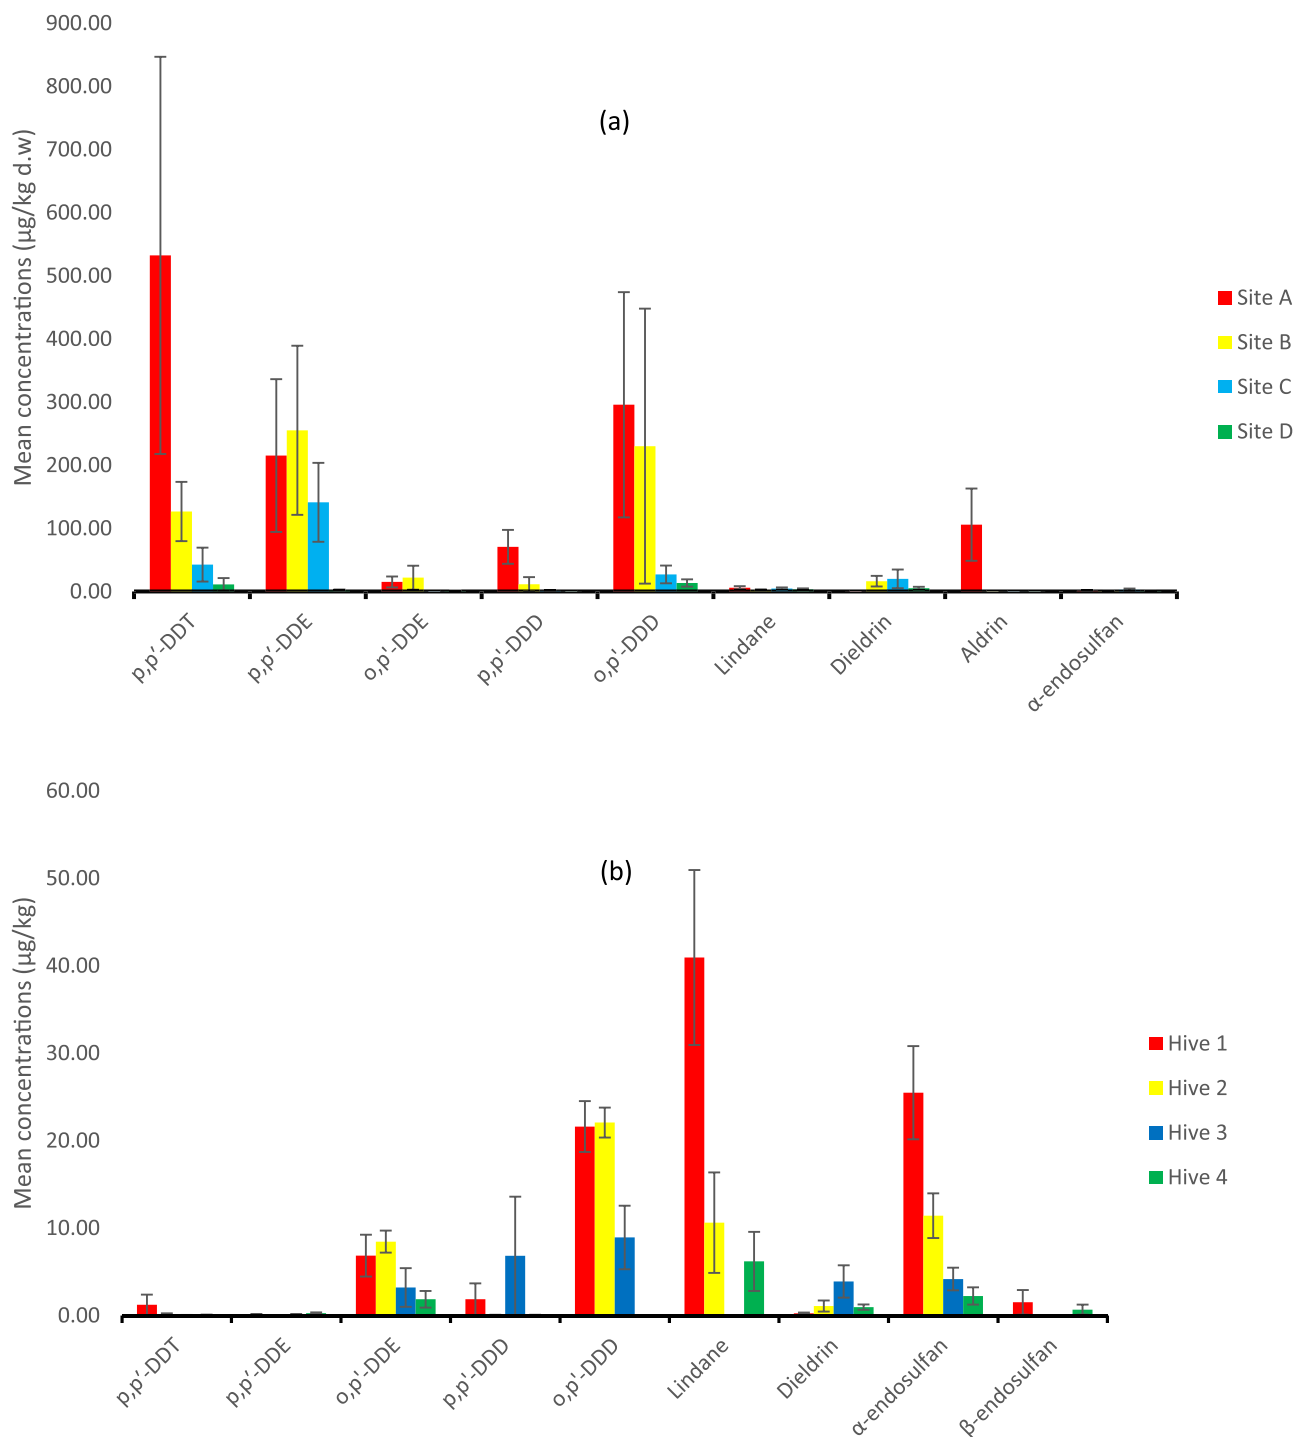 900.00
800.00
700.00
600.00
500.00
400.00
300.00
200.00
100.00
0.00
Mean concentrations (µg/kg d.w)
(a)
Site A
Site B
Site C
Site D
p,p'-DDT
p,p'-DDE
o,p'-DDE
p,p'-DDD
o,p'-DDD
Lindane
Dieldrin
Aldrin
α-endosulfan
60.00
50.00
40.00
30.00
20.00
10.00
0.00
Mean concentrations (µg/kg)
(b)
Hive 1
Hive 2
Hive 3
Hive 4
p,p'-DDT
p,p'-DDE
o,p'-DDE
p,p'-DDD
o,p'-DDD
Lindane
Dieldrin
α-endosulfan
β-endosulfan